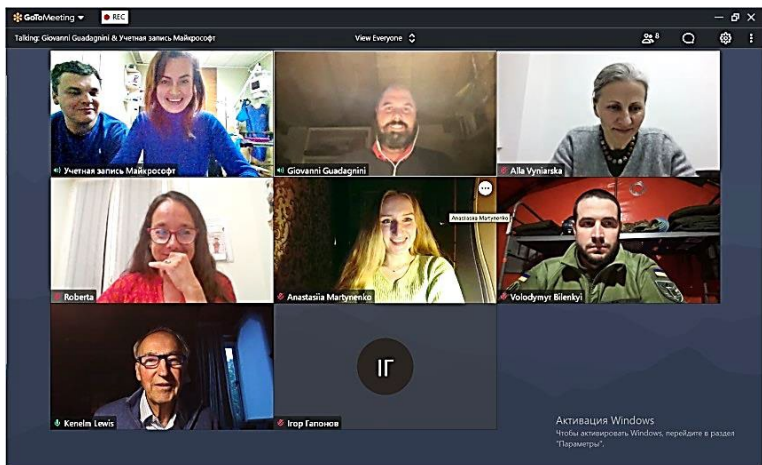 GoToMeeting
REC
Talking: Giovanni Guadagnini & Учетная запись Майкрософт
View Everyone
8
Учетная запись Майкрософт
Giovanni Guadagnini
Alla Vyniarska
Roberta
Anastasiia Martynenko
Anastasiia Martynenko
Volodymyr Bilenkyi
Kenelm Lewis
ІГ
Ігор Гапонов
Активация Windows
Чтобы активировать Windows, перейдите в раздел
"Параметры".